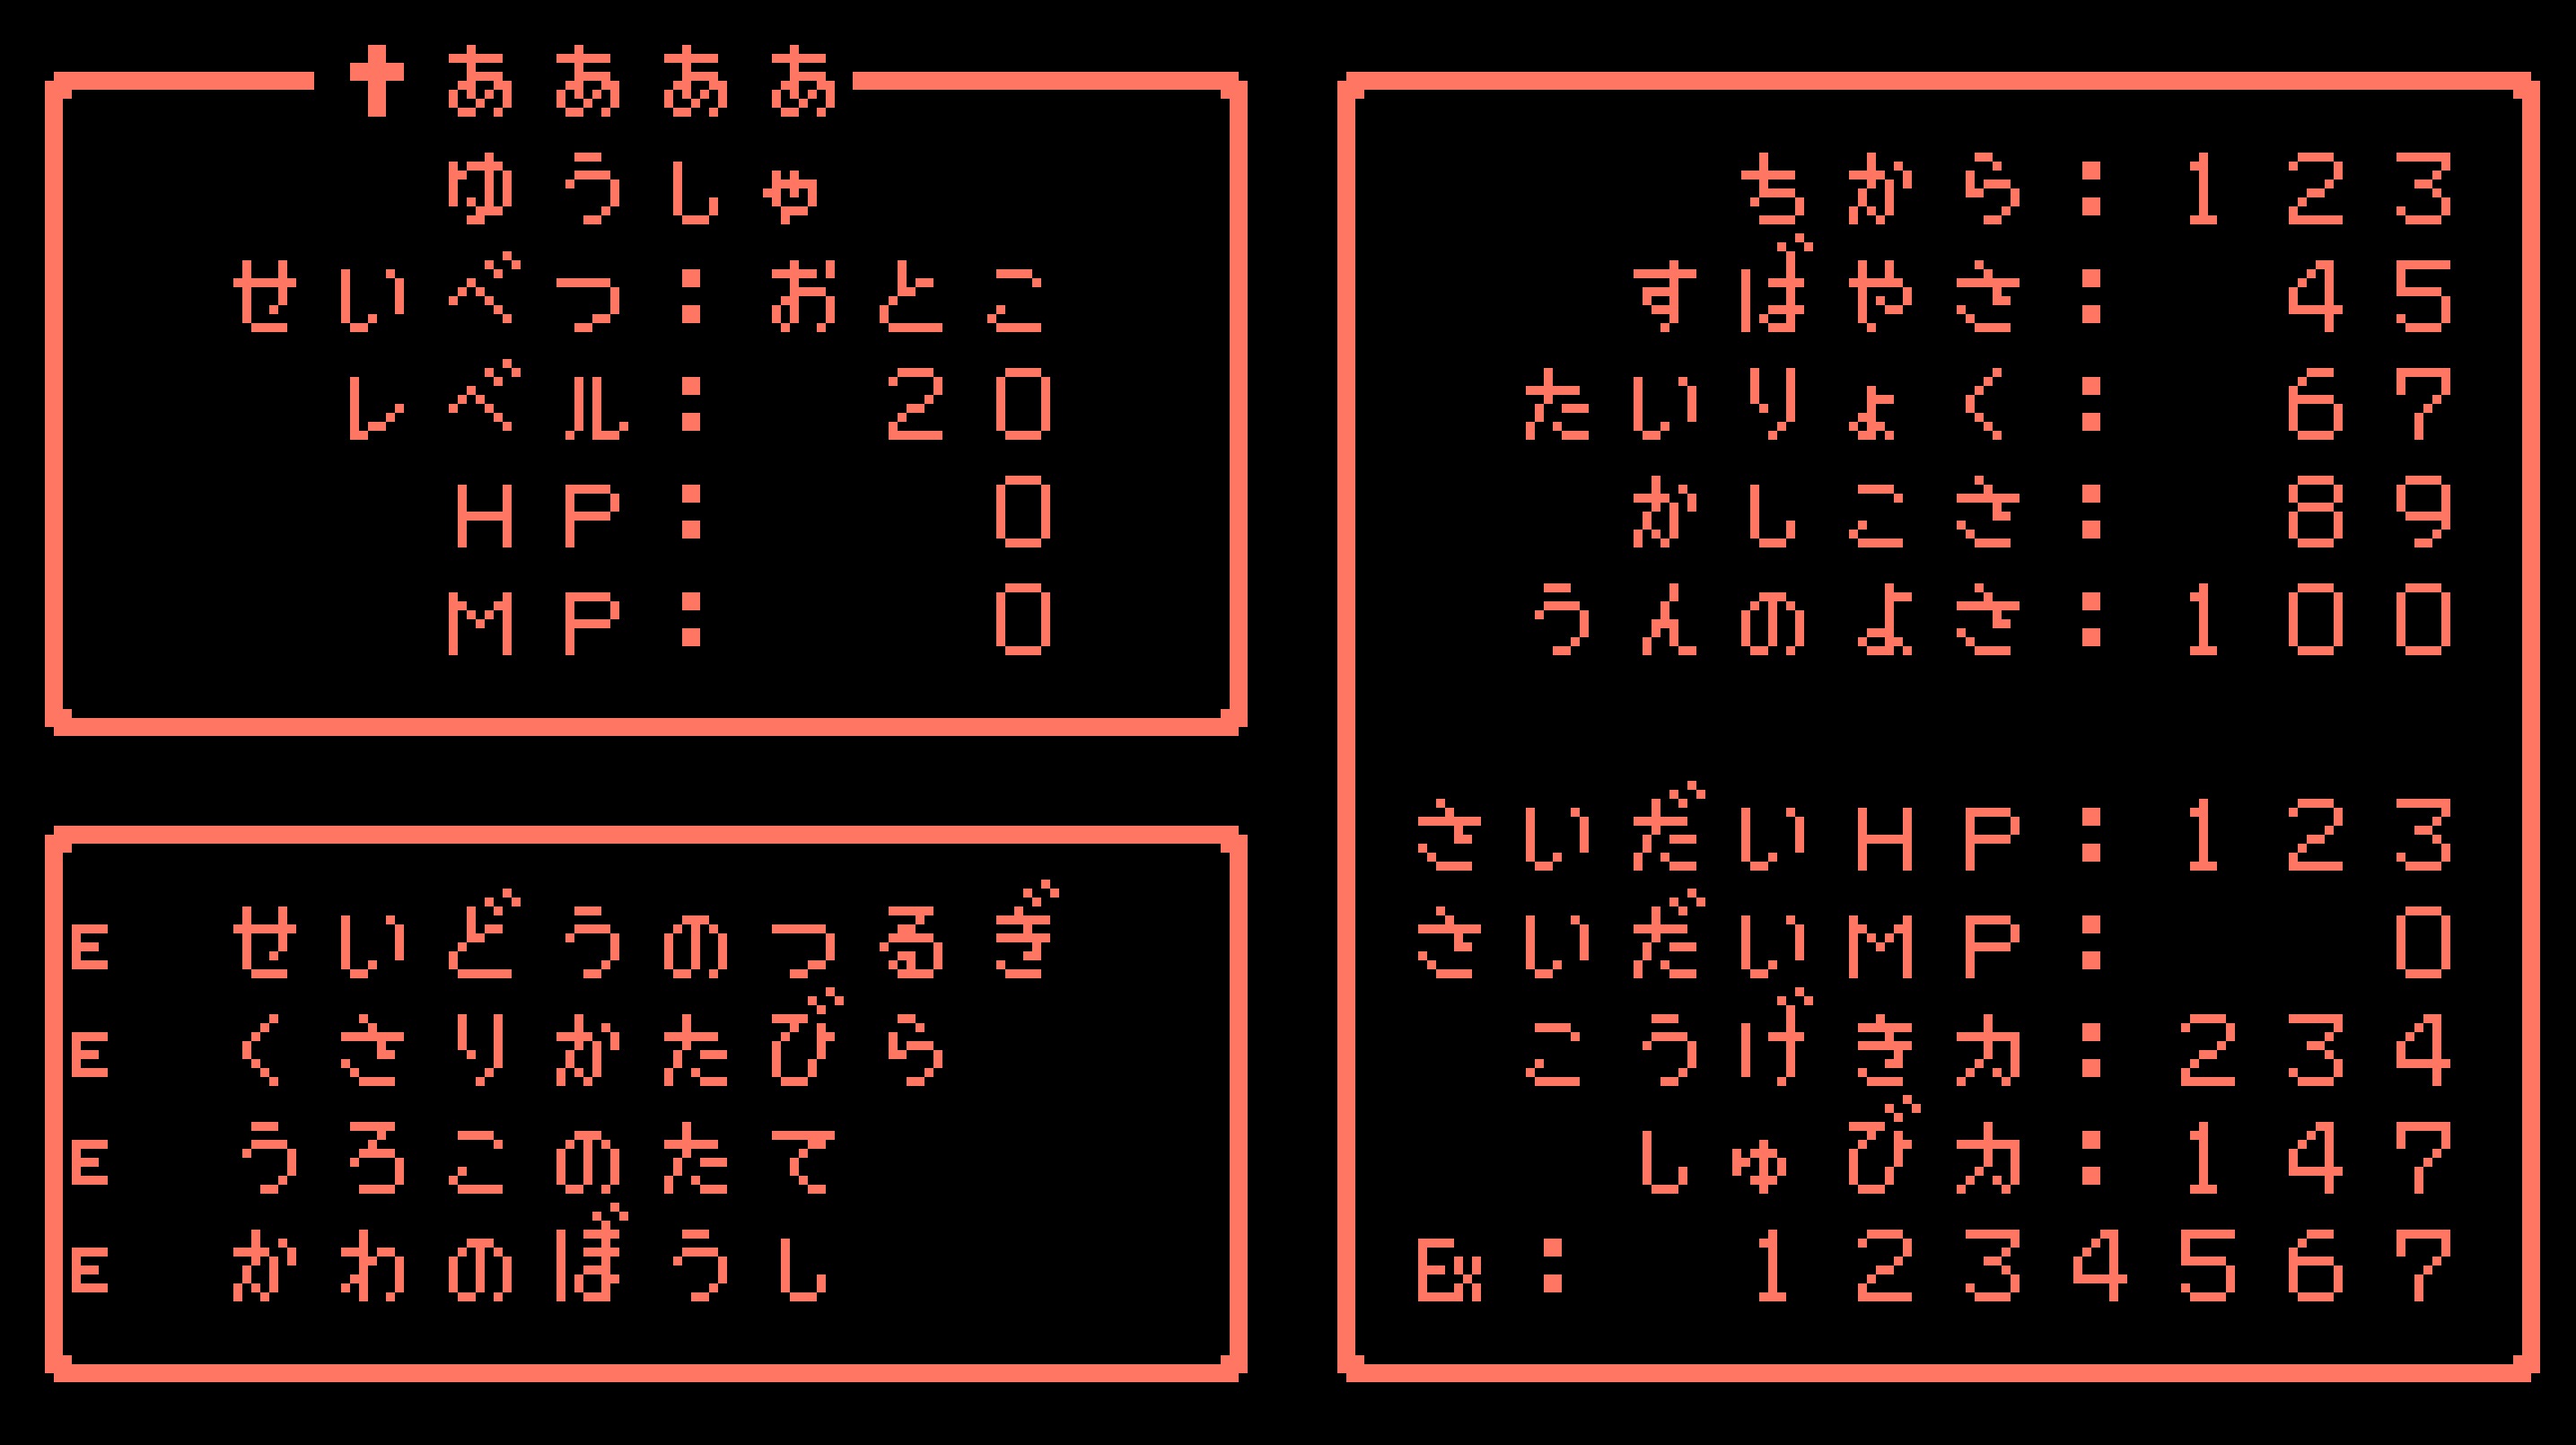 ✝ああああ
ゆうしゃ
せいべつ:おとこ
レベル: 20
HP: 0
MP: 0
E せいどうのつるぎ
E くさりかたびら
E うろこのたて
E かわのぼうし
ちから:123
すばやさ: 45
たいりょく: 67
かしこさ: 89
うんのよさ:100
さいだいHP:123
さいだいMP: 0
こうげき力:234
しゅび力:147
Ex: 1234567